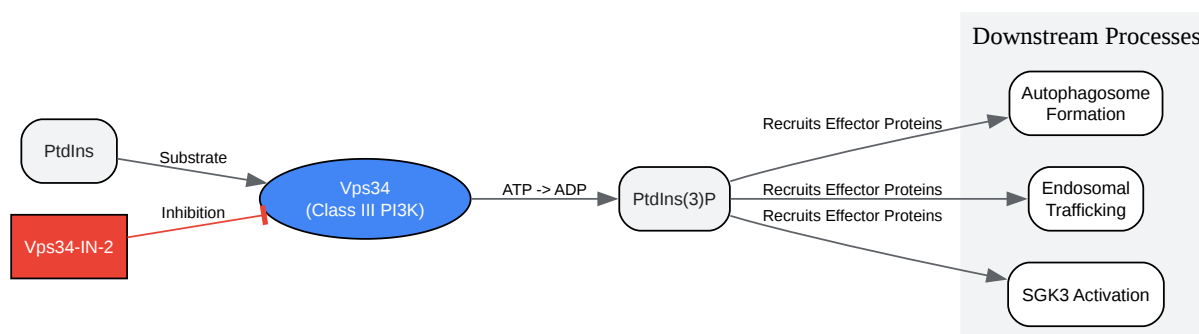 Downstream Processes
Autophagosome
Formation
Recruits Effector Proteins
PtdIns
Substrate
Vps34
(Class III PI3K)
ATP -> ADP
PtdIns(3)P
Recruits Effector Proteins
Endosomal
Trafficking
Inhibition
Recruits Effector Proteins
Vps34-IN-2
SGK3 Activation